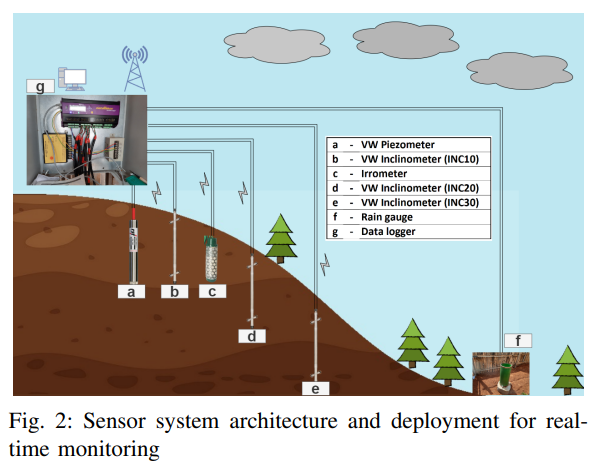 g
a - VW Piezometer
b - VW Inclinometer (INC10)
c - Irrometer
d - VW Inclinometer (INC20)
e - VW Inclinometer (INC30)
f - Rain gauge
g - Data logger
a
b
c
d
e
f
Fig. 2: Sensor system architecture and deployment for real-
time monitoring